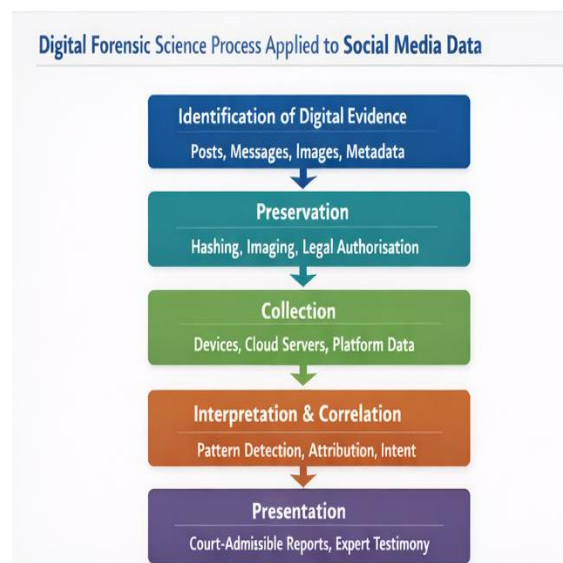 Digital Forensic Science Process Applied to Social Media Data
Identification of Digital Evidence
Posts, Messages, Images, Metadata
Preservation
Hashing, Imaging, Legal Authorisation
Collection
Devices, Cloud Servers, Platform Data
Interpretation & Correlation
Pattern Detection, Attribution, Intent
Presentation
Court-Admissible Reports, Expert Testimony